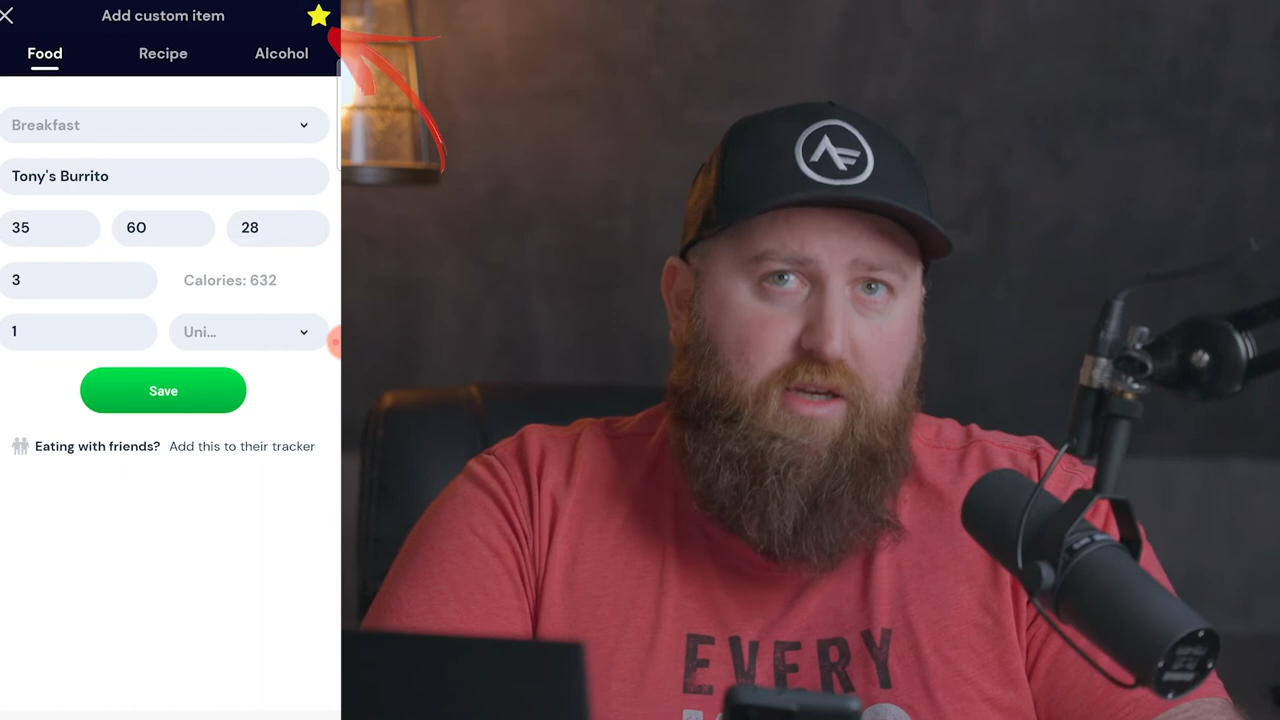 Add custom item
Food Recipe Alcohol
Breakfast
Tony's Burrito
35 60 28
3 Calories: 632
1 Uni...
Save
Eating with friends? Add this to their tracker
AF
EVERY